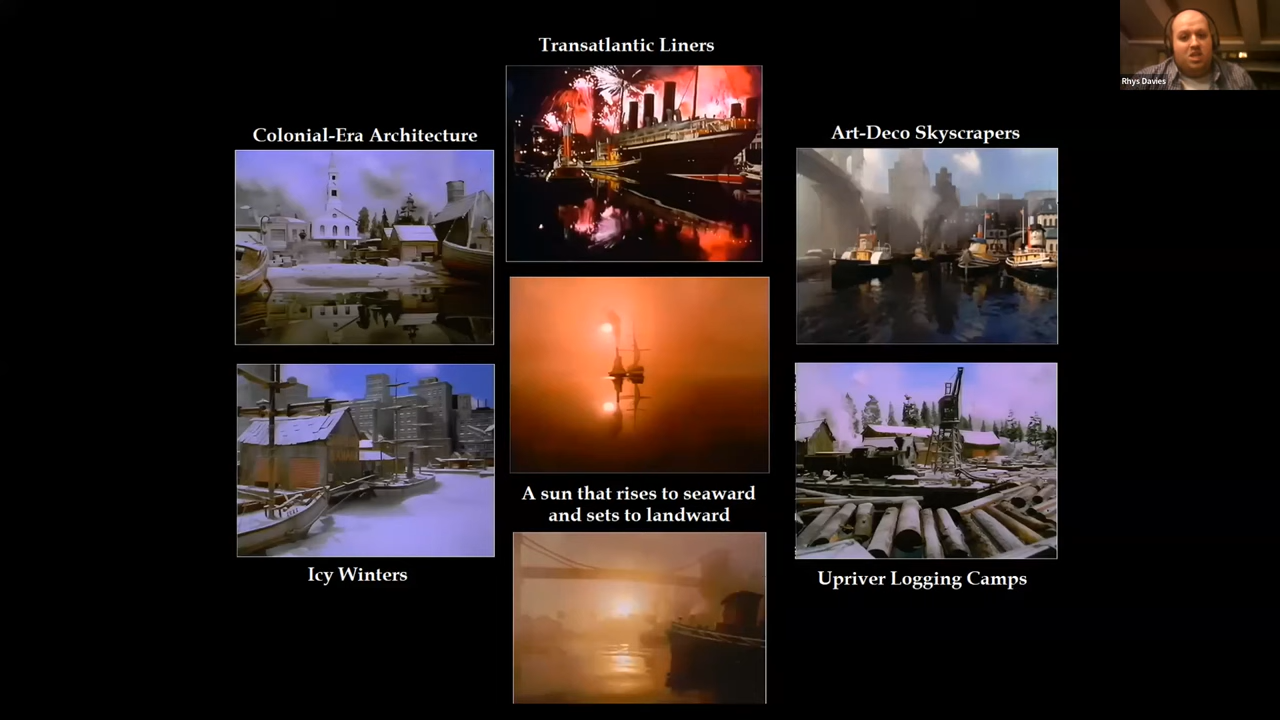 Transatlantic Liners
Rhys Davies
Colonial-Era Architecture
Art-Deco Skyscrapers
A sun that rises to seaward
and sets to landward
Icy Winters
Upriver Logging Camps